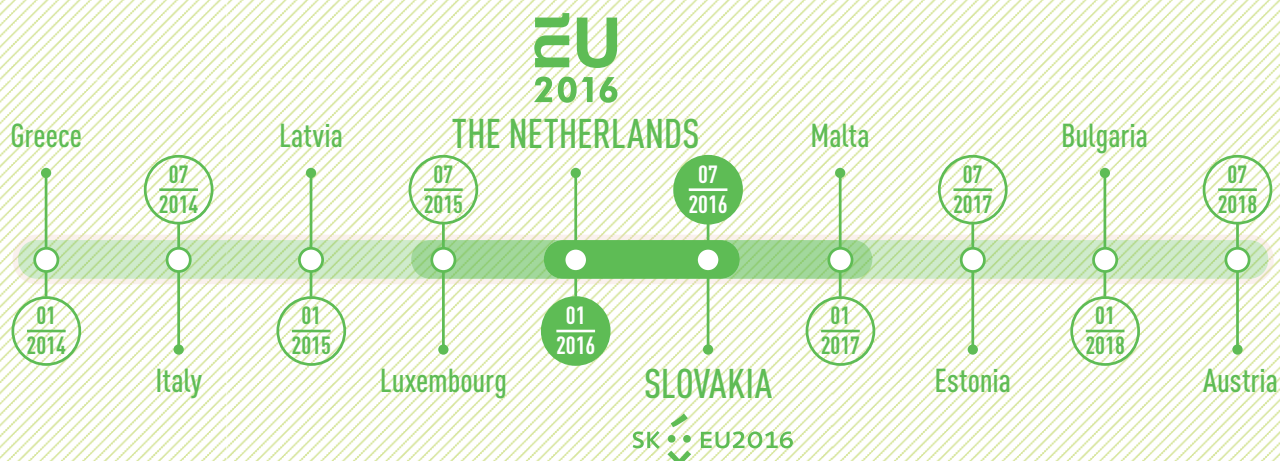 nl EU
2016
THE NETHERLANDS
Greece
Latvia
Malta
Bulgaria
07
2014
07
2015
07
2016
07
2017
07
2018
01
2014
01
2015
01
2016
01
2017
01
2018
Italy
Luxembourg
SLOVAKIA
Estonia
Austria
SK EU2016